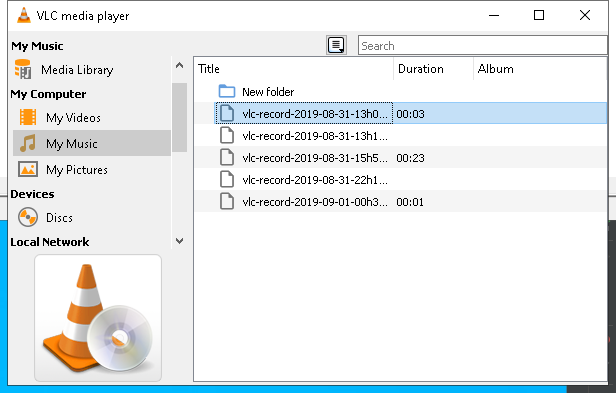 VLC media player
My Music
Search
Media Library
My Computer
My Videos
My Music
My Pictures
Devices
Discs
Local Network
Title Duration Album
New folder
vlc-record-2019-08-31-13h0... 00:03
vlc-record-2019-08-31-13h1...
vlc-record-2019-08-31-15h5... 00:23
vlc-record-2019-08-31-22h1...
vlc-record-2019-09-01-00h3... 00:01